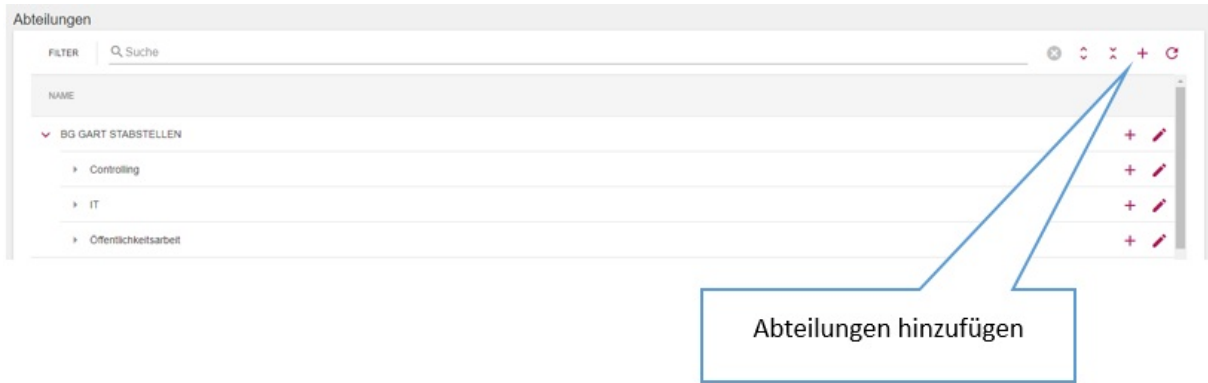 Abteilungen
FILTER Suche
NAME
BG GART STABSTELLEN
Controlling
IT
Öffentlichkeitsarbeit
Abteilungen hinzufügen